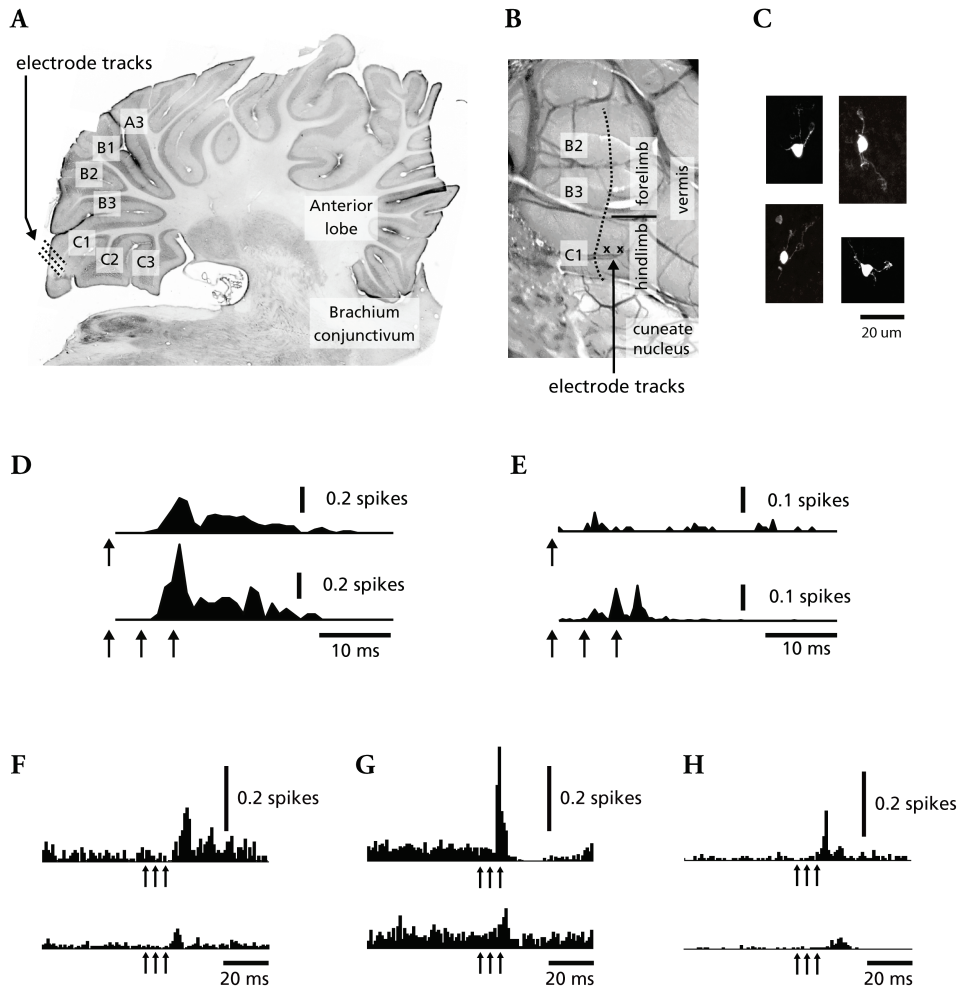 A
B
C
electrode tracks
A3
B1
B2
B3
C1
C2
C3
Anterior
lobe
Brachium
conjunctivum
B2
B3
C1
forelimb
hindlimb
vermis
x x
cuneate
nucleus
electrode tracks
20 um
D
E
0.2 spikes
0.1 spikes
0.2 spikes
0.1 spikes
10 ms
10 ms
F
G
H
0.2 spikes
0.2 spikes
0.2 spikes
20 ms
20 ms
20 ms